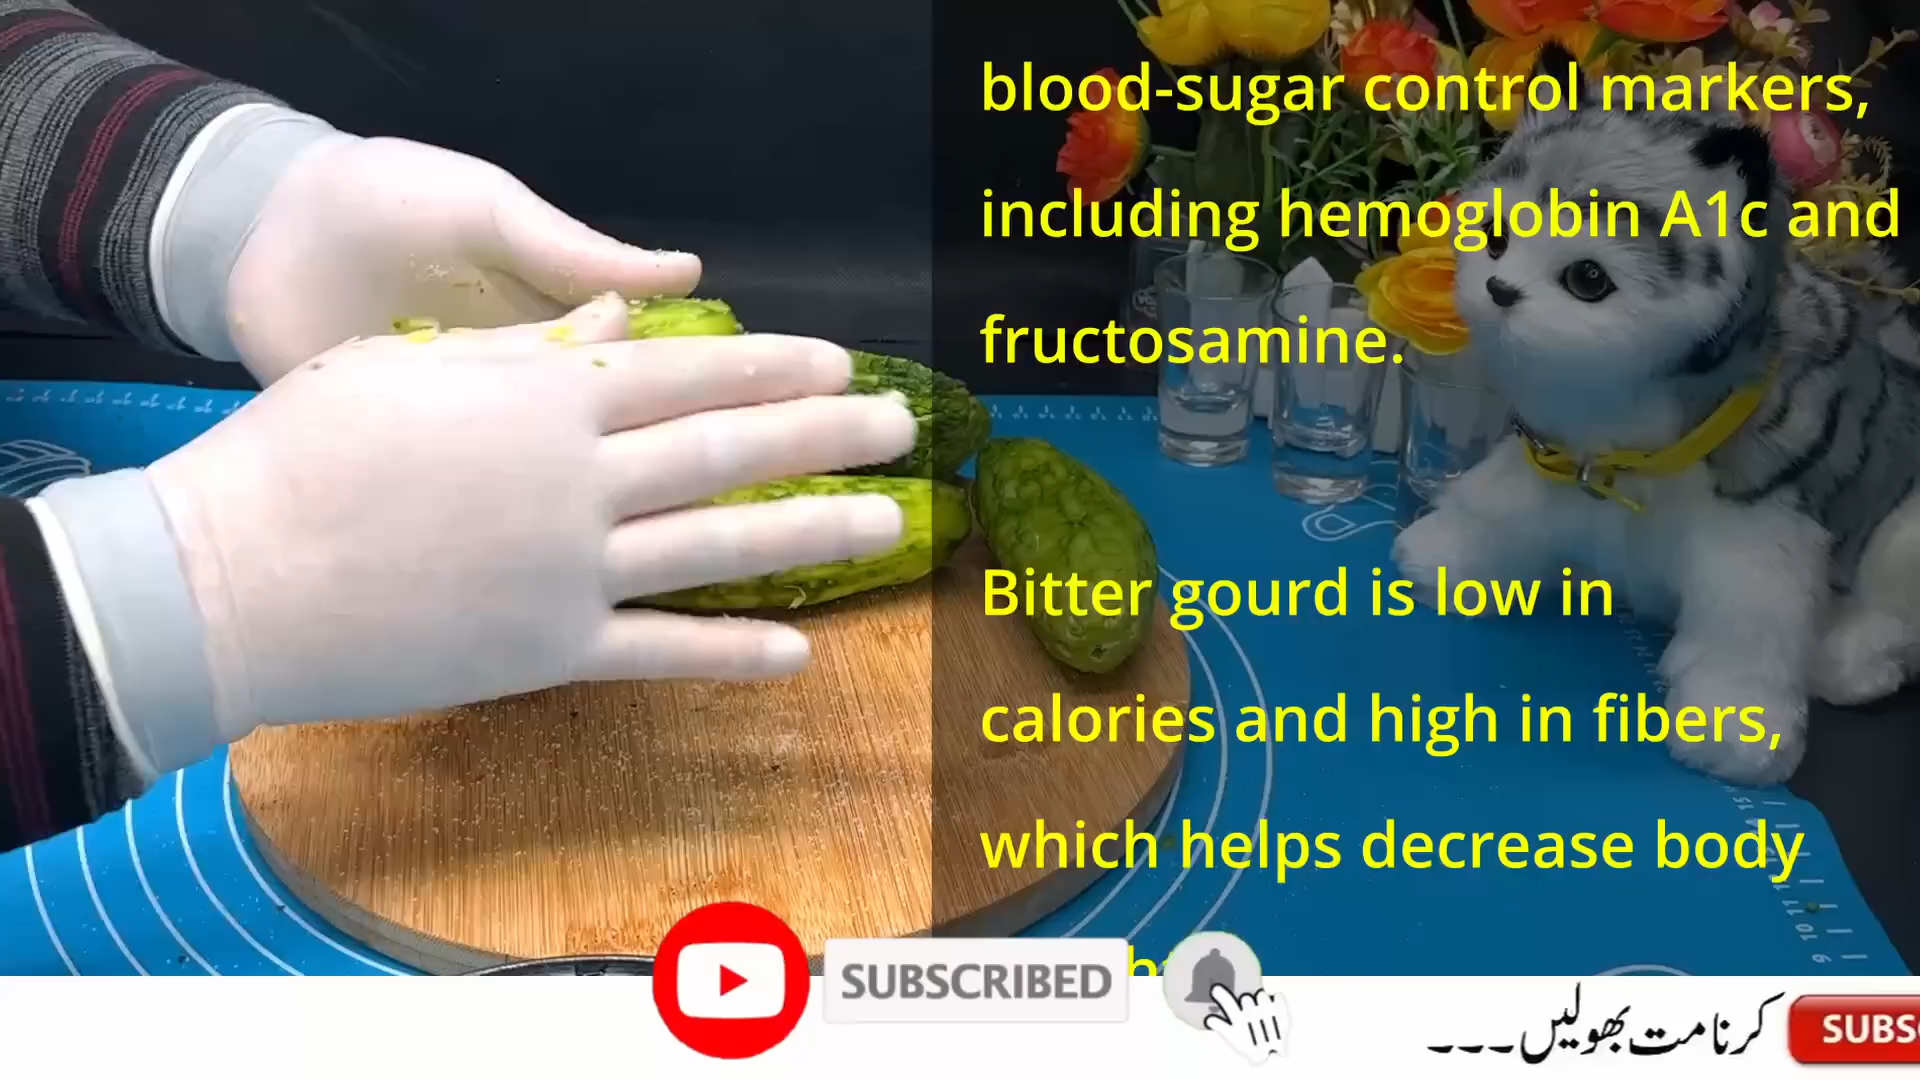 blood-sugar control markers,
including hemoglobin A1c and
fructosamine.
Bitter gourd is low in
calories and high in fibers,
which helps decrease body
SUBSCRIBED
کرنا مت بھولیں۔۔۔